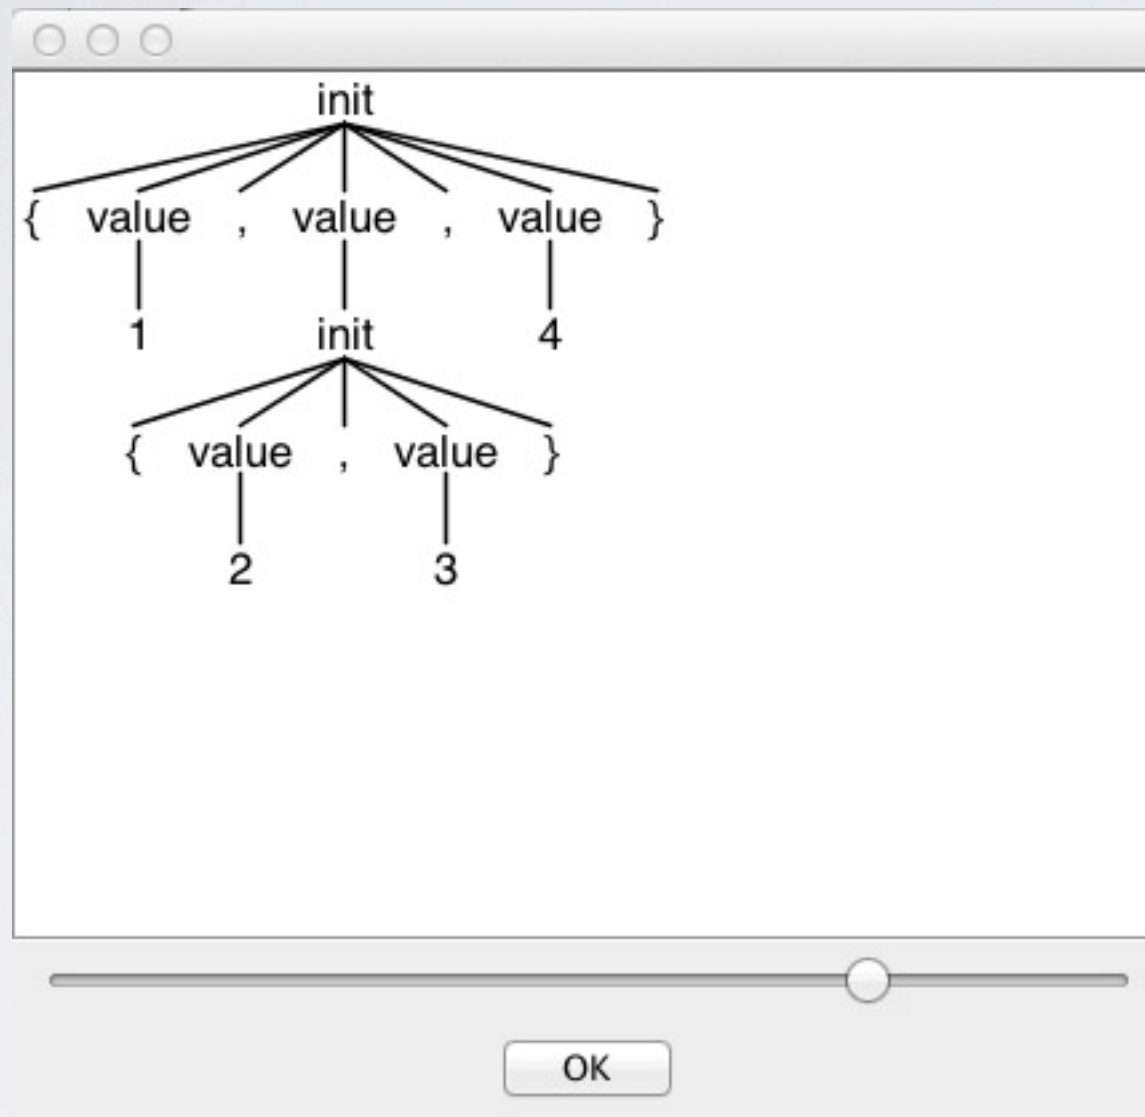 init
{ value , value , value }
1 init 4
{ value , value }
2 3
OK